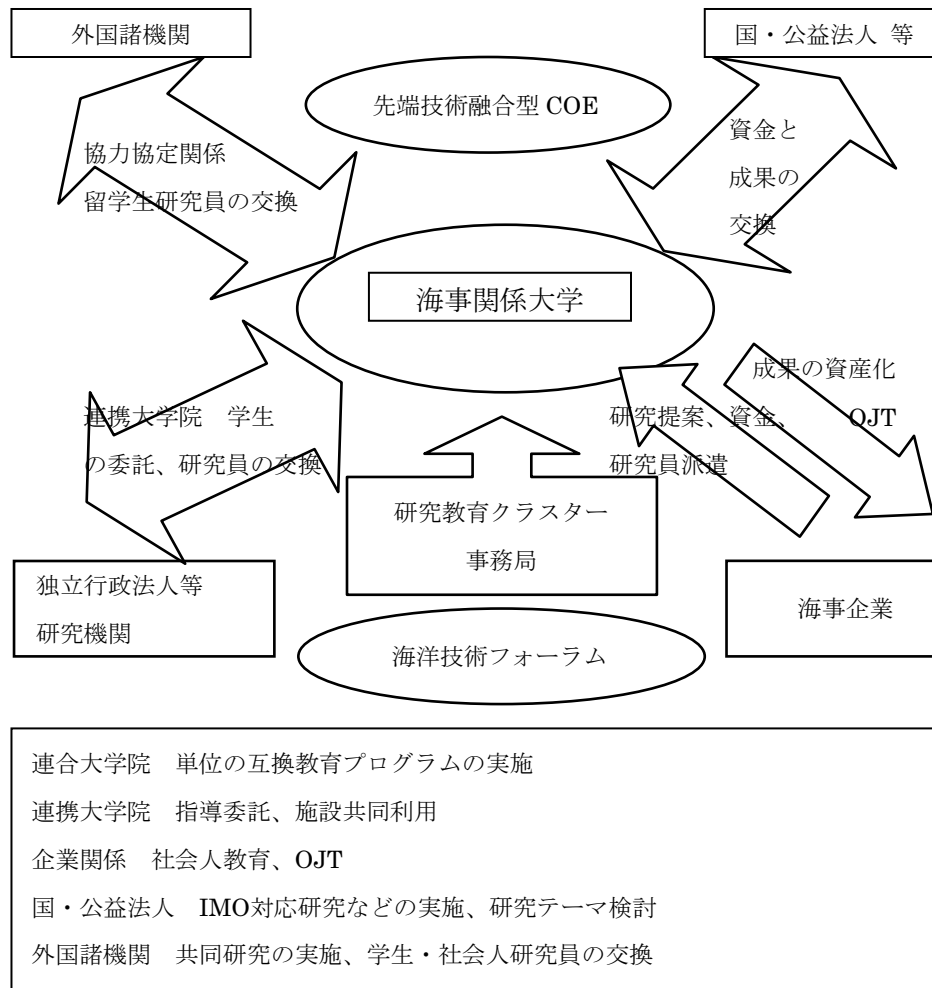 外国諸機関
国・公益法人 等
先端技術融合型 COE
協力協定関係
留学生研究員の交換
資金と
成果の
交換
海事関係大学
成果の資産化
連携大学院　学生
の委託、研究員の交換
研究提案、資金、　OJT
研究員派遣
研究教育クラスター
事務局
独立行政法人等
研究機関
海事企業
海洋技術フォーラム
連合大学院　単位の互換教育プログラムの実施
連携大学院　指導委託、施設共同利用
企業関係　社会人教育、OJT
国・公益法人　IMO対応研究などの実施、研究テーマ検討
外国諸機関　共同研究の実施、学生・社会人研究員の交換